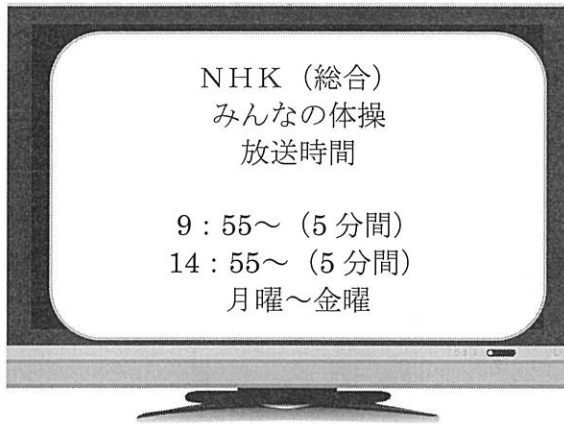 NHK（総合）
みんなの体操
放送時間
9：55～（5分間）
14：55～（5分間）
月曜～金曜